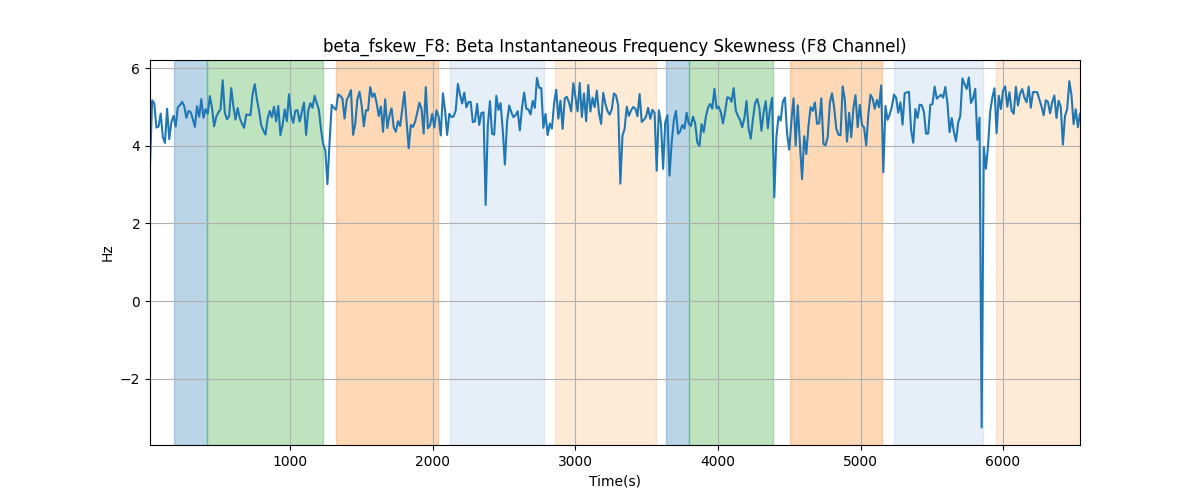 beta_fskew_F8: Beta Instantaneous Frequency Skewness (F8 Channel)
6
4
2
0
−2
Hz
1000 2000 3000 4000 5000 6000
Time(s)